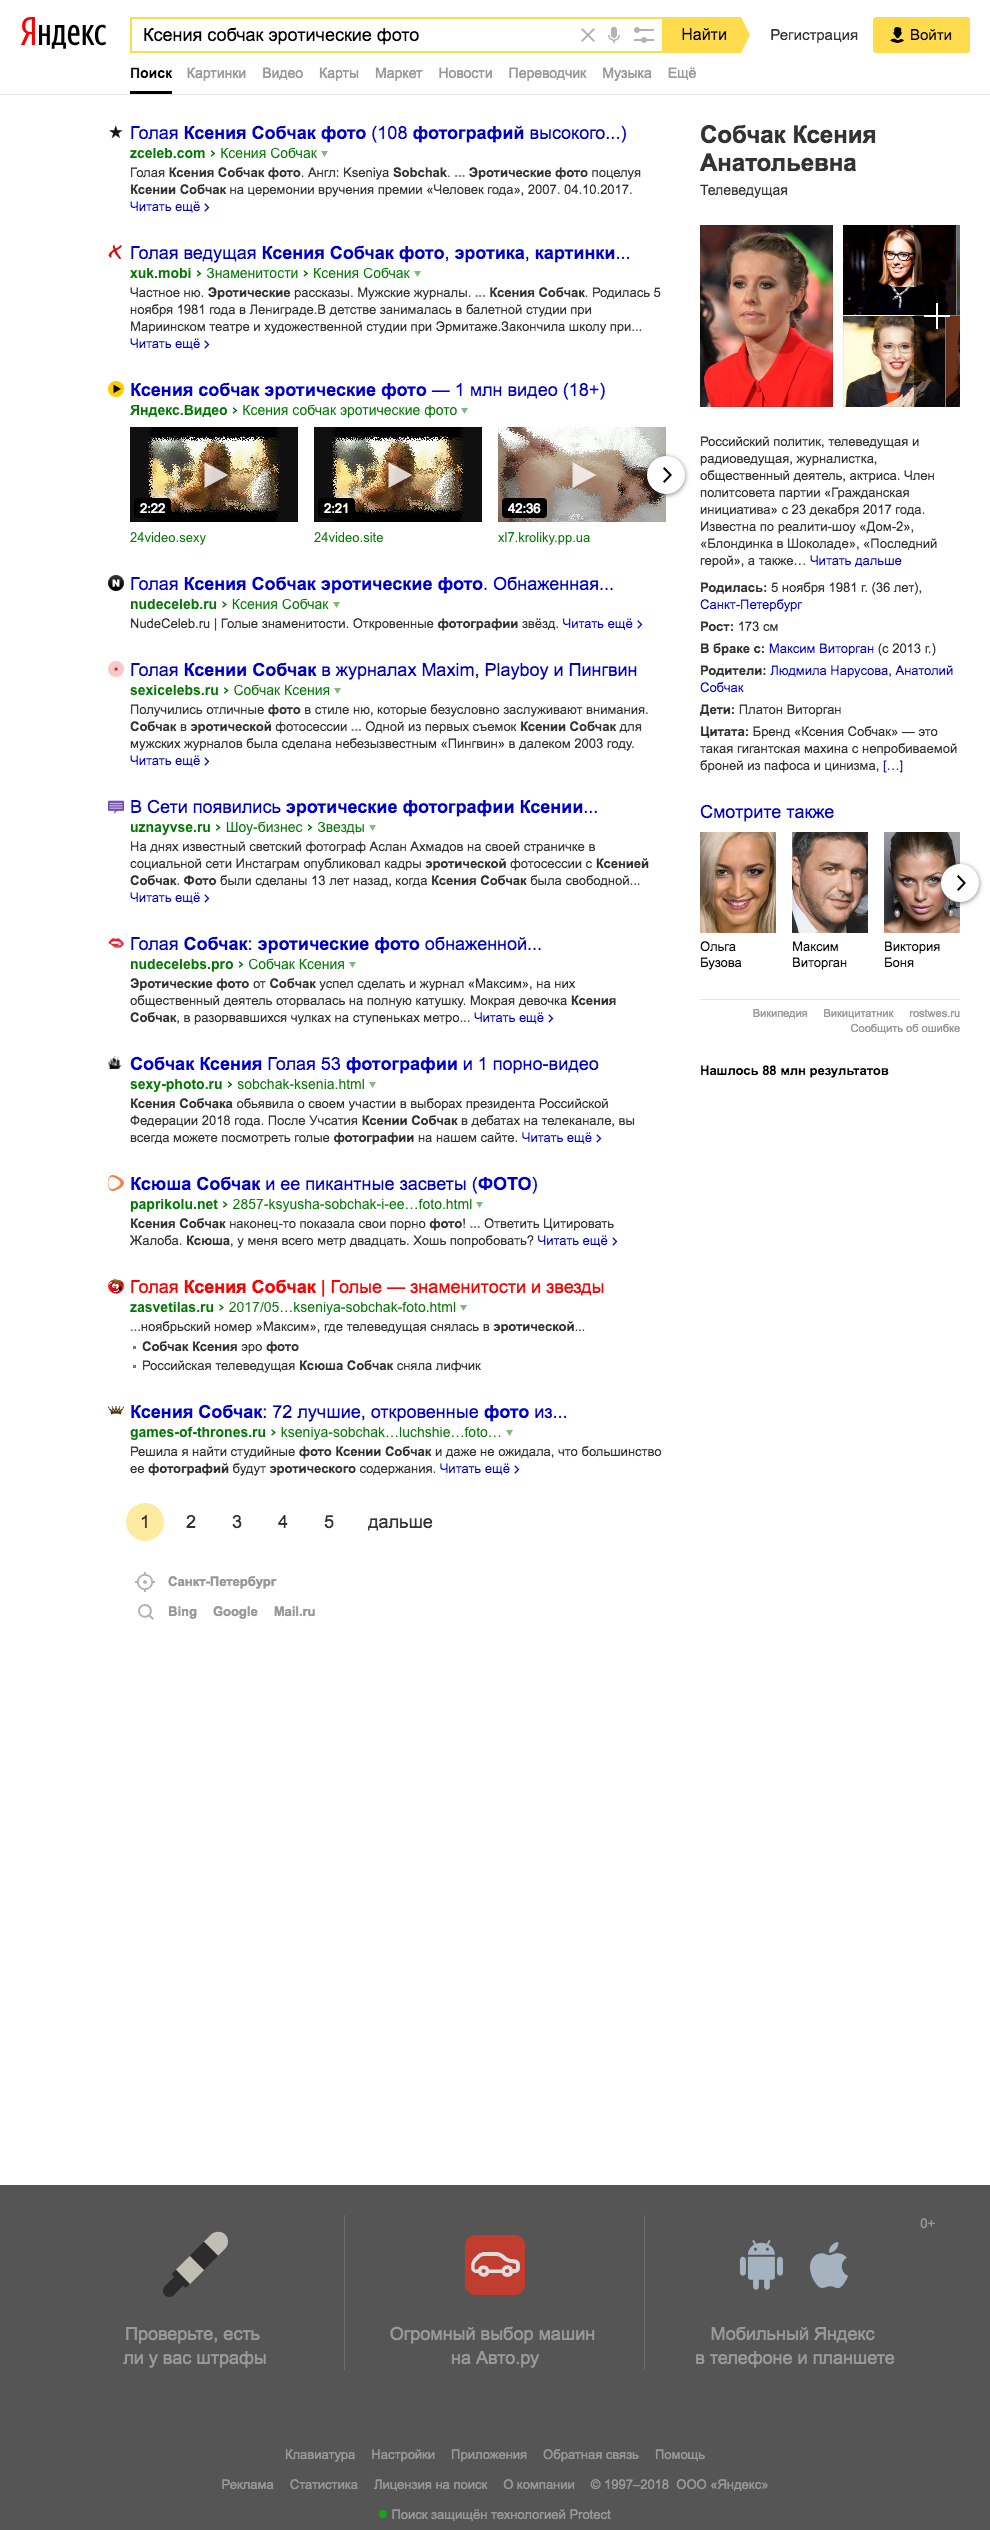 Яндекс
Ксения собчак эротические фото
Найти
Регистрация
Войти
Поиск Картинки Видео Карты Маркет Новости Переводчик Музыка Ещё
Голая Ксения Собчак фото (108 фотографий высокого...)
zceleb.com › Ксения Собчак
Голая Ксения Собчак фото. Англ: Kseniya Sobchak. ... Эротические фото поцелуя
Ксении Собчак на церемонии вручения премии «Человек года», 2007. 04.10.2017.
Читать ещё ›
Голая ведущая Ксения Собчак фото, эротика, картинки...
xuk.mobi › Знаменитости › Ксения Собчак
Частное ню. Эротические рассказы. Мужские журналы. ... Ксения Собчак. Родилась 5
ноября 1981 года в Лениграде.В детстве занималась в балетной студии при
Мариинском театре и художественной студии при Эрмитаже.Закончила школу при...
Читать ещё ›
Ксения собчак эротические фото — 1 млн видео (18+)
Яндекс.Видео › Ксения собчак эротические фото
2:22
2:21
42:36
24video.sexy
24video.site
xl7.kroliky.pp.ua
Голая Ксения Собчак эротические фото. Обнаженная...
nudeceleb.ru › Ксения Собчак
NudeCeleb.ru | Голые знаменитости. Откровенные фотографии звёзд. Читать ещё ›
Голая Ксении Собчак в журналах Maxim, Playboy и Пингвин
sexicelebs.ru › Собчак Ксения
Получились отличные фото в стиле ню, которые безусловно заслуживают внимания.
Собчак в эротической фотосессии ... Одной из первых съемок Ксении Собчак для
мужских журналов была сделана небезызвестным «Пингвин» в далеком 2003 году.
Читать ещё ›
В Сети появились эротические фотографии Ксении...
uznayvse.ru › Шоу-бизнес › Звезды
На днях известный светский фотограф Аслан Ахмадов на своей страничке в
социальной сети Инстаграм опубликовал кадры эротической фотосессии с Ксенией
Собчак. Фото были сделаны 13 лет назад, когда Ксения Собчак была свободной...
Читать ещё ›
Голая Собчак: эротические фото обнаженной...
nudecelebs.pro › Собчак Ксения
Эротические фото от Собчак успел сделать и журнал «Максим», на них
общественный деятель оторвалась на полную катушку. Мокрая девочка Ксения
Собчак, в разорвавшихся чулках на ступеньках метро... Читать ещё ›
Собчак Ксения Голая 53 фотографии и 1 порно-видео
sexy-photo.ru › sobchak-ksenia.html
Ксения Собчака обьявила о своем участии в выборах президента Российской
Федерации 2018 года. После Учсатия Ксении Собчак в дебатах на телеканале, вы
всегда можете посмотреть голые фотографии на нашем сайте. Читать ещё ›
Ксюша Собчак и ее пикантные засветы (ФОТО)
paprikolu.net › 2857-ksyusha-sobchak-i-ee…foto.html
Ксения Собчак наконец-то показала свои порно фото! ... Ответить Цитировать
Жалоба. Ксюша, у меня всего метр двадцать. Хошь попробовать? Читать ещё ›
Голая Ксения Собчак | Голые — знаменитости и звезды
zasvetilas.ru › 2017/05…kseniya-sobchak-foto.html
...ноябрьский номер »Максим», где телеведущая снялась в эротической...
Собчак Ксения эро фото
Российская телеведущая Ксюша Собчак сняла лифчик
Ксения Собчак: 72 лучшие, откровенные фото из...
games-of-thrones.ru › kseniya-sobchak…luchshie…foto…
Решила я найти студийные фото Ксении Собчак и даже не ожидала, что большинство
ее фотографий будут эротического содержания. Читать ещё ›
1 2 3 4 5 дальше
Санкт-Петербург
Bing Google Mail.ru
Собчак Ксения
Анатольевна
Телеведущая
Российский политик, телеведущая и
радиоведущая, журналистка,
общественный деятель, актриса. Член
политсовета партии «Гражданская
инициатива» с 23 декабря 2017 года.
Известна по реалити-шоу «Дом-2»,
«Блондинка в Шоколаде», «Последний
герой», а также… Читать дальше
Родилась: 5 ноября 1981 г. (36 лет),
Санкт-Петербург
Рост: 173 см
В браке с: Максим Виторган (с 2013 г.)
Родители: Людмила Нарусова, Анатолий
Собчак
Дети: Платон Виторган
Цитата: Бренд «Ксения Собчак» — это
такая гигантская махина с непробиваемой
броней из пафоса и цинизма, [...]
Смотрите также
Ольга
Бузова
Максим
Виторган
Виктория
Боня
Википедия Викицитатник rostwes.ru
Сообщить об ошибке
Нашлось 88 млн результатов
0+
Проверьте, есть
ли у вас штрафы
Огромный выбор машин
на Авто.ру
Мобильный Яндекс
в телефоне и планшете
Клавиатура Настройки Приложения Обратная связь Помощь
Реклама Статистика Лицензия на поиск О компании © 1997–2018 ООО «Яндекс»
Поиск защищён технологией Protect